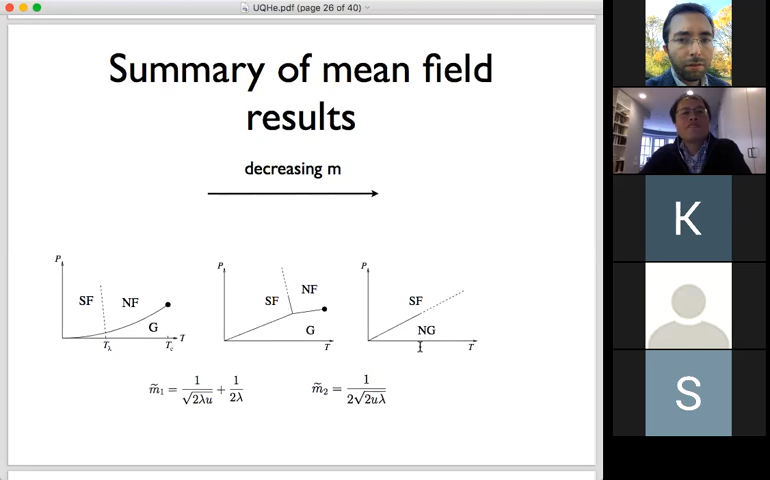 UQHe.pdf (page 26 of 40)
Summary of mean field
results
decreasing m
P
SF
NF
G
T
T_λ
T_c
P
SF
NF
G
T
P
SF
NG
T
m̃₁ = 1/√(2λu) + 1/(2λ)
m̃₂ = 1/(2√(2uλ))
K
S